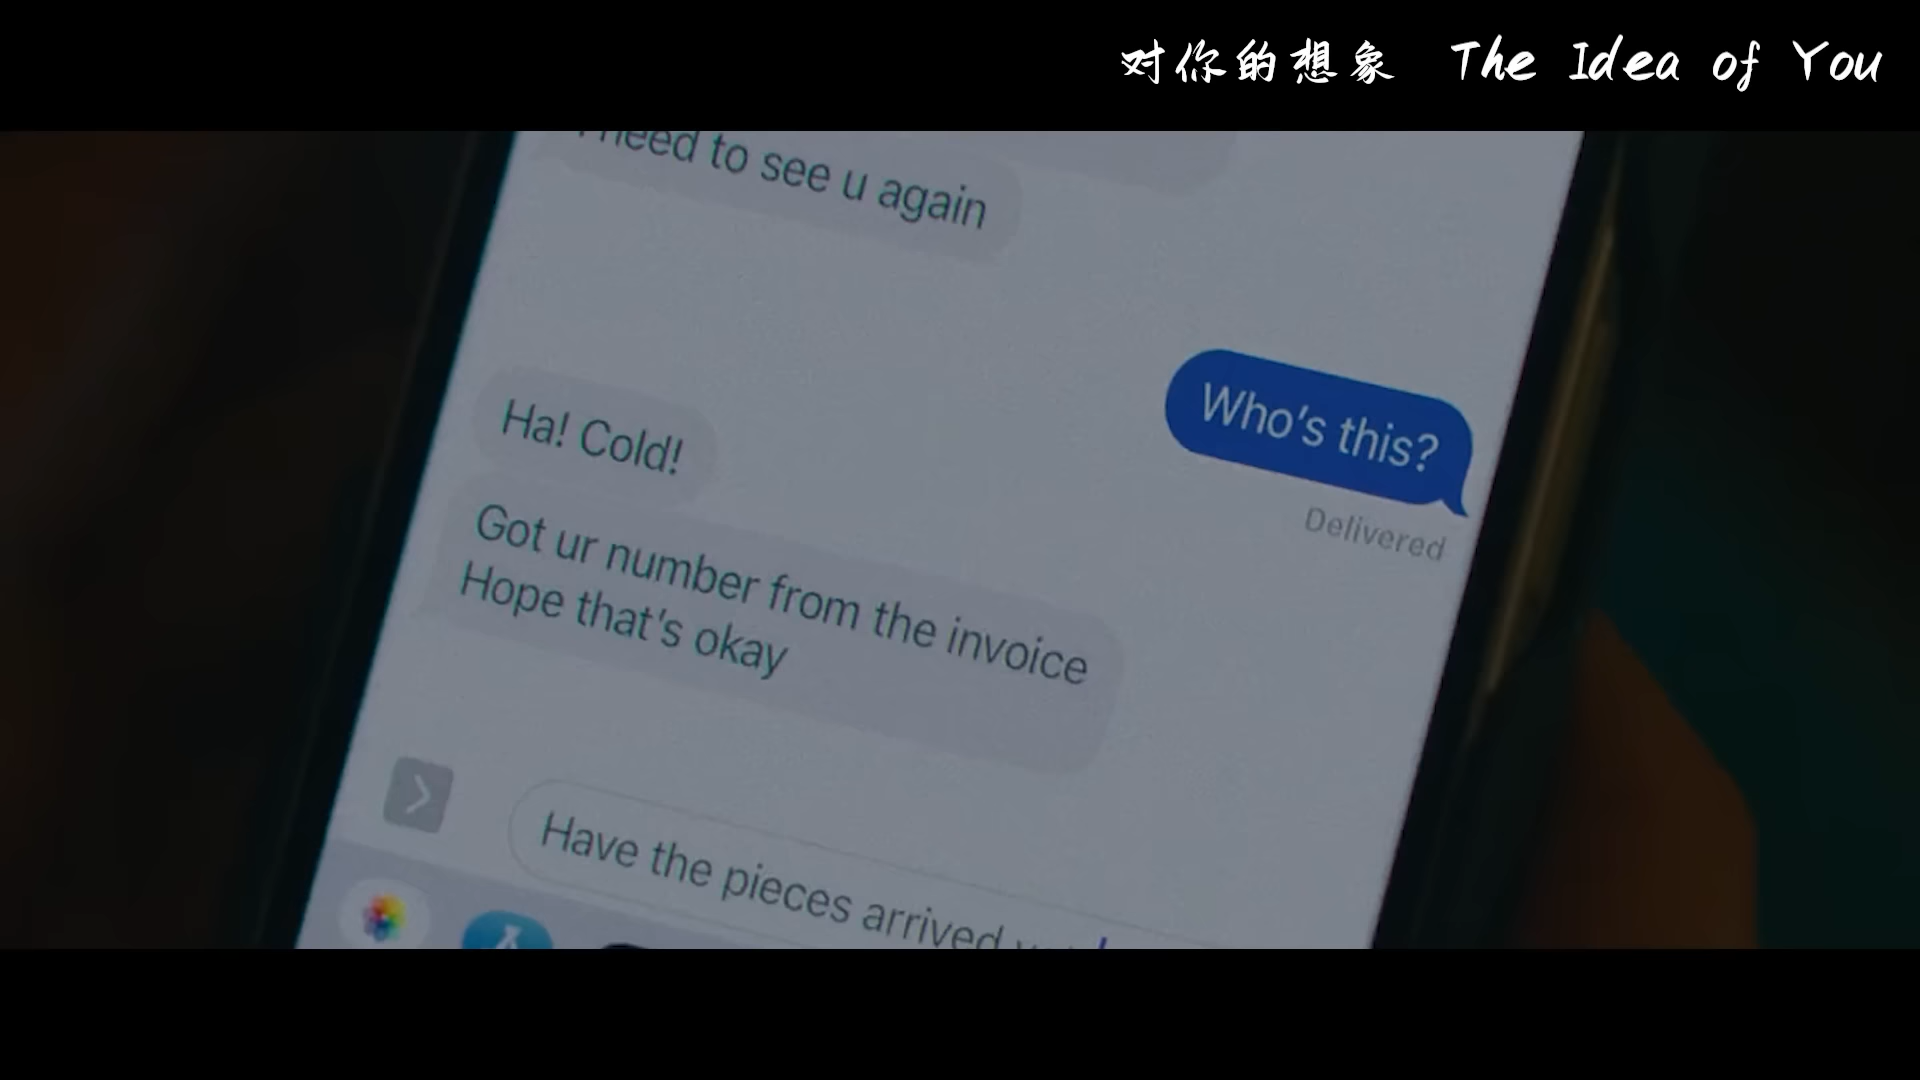 对你的想象 The Idea of You
need to see u again
Who's this?
Delivered
Ha! Cold!
Got ur number from the invoice
Hope that's okay
Have the pieces arrived